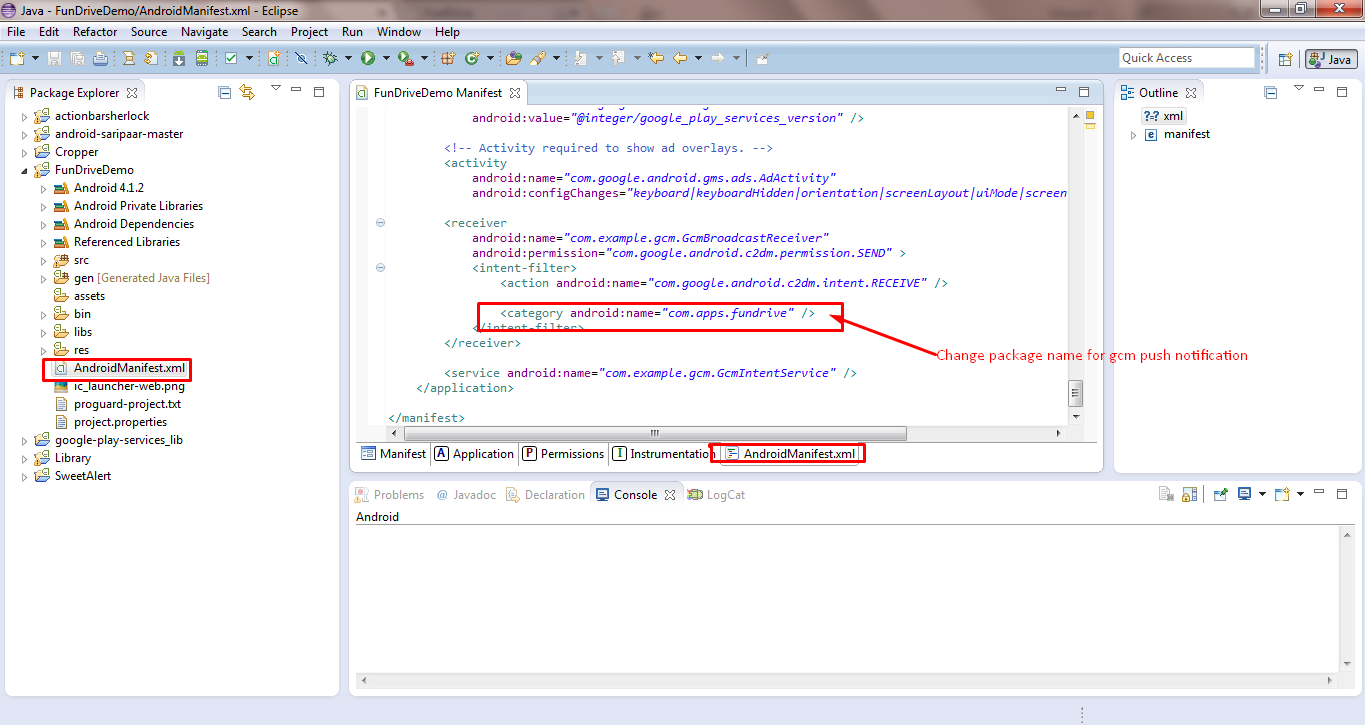 Java - FunDriveDemo/AndroidManifest.xml - Eclipse
File Edit Refactor Source Navigate Search Project Run Window Help
Quick Access
Java
Package Explorer
actionbarsherlock
android-saripaar-master
Cropper
FunDriveDemo
Android 4.1.2
Android Private Libraries
Android Dependencies
Referenced Libraries
src
gen [Generated Java Files]
assets
bin
libs
res
AndroidManifest.xml
ic_launcher-web.png
proguard-project.txt
project.properties
google-play-services_lib
Library
SweetAlert
FunDriveDemo Manifest
android:value="@integer/google_play_services_version" />
<!-- Activity required to show ad overlays. -->
<activity
android:name="com.google.android.gms.ads.AdActivity"
android:configChanges="keyboard|keyboardHidden|orientation|screenLayout|uiMode|screen
<receiver
android:name="com.example.gcm.GcmBroadcastReceiver"
android:permission="com.google.android.c2dm.permission.SEND" >
<intent-filter>
<action android:name="com.google.android.c2dm.intent.RECEIVE" />
<category android:name="com.apps.fundrive" />
</intent-filter>
</receiver>
<service android:name="com.example.gcm.GcmIntentService" />
</application>
</manifest>
Change package name for gcm push notification
Manifest
A Application
P Permissions
I Instrumentation
AndroidManifest.xml
Outline
?=? xml
e manifest
Problems
@ Javadoc
Declaration
Console
LogCat
Android